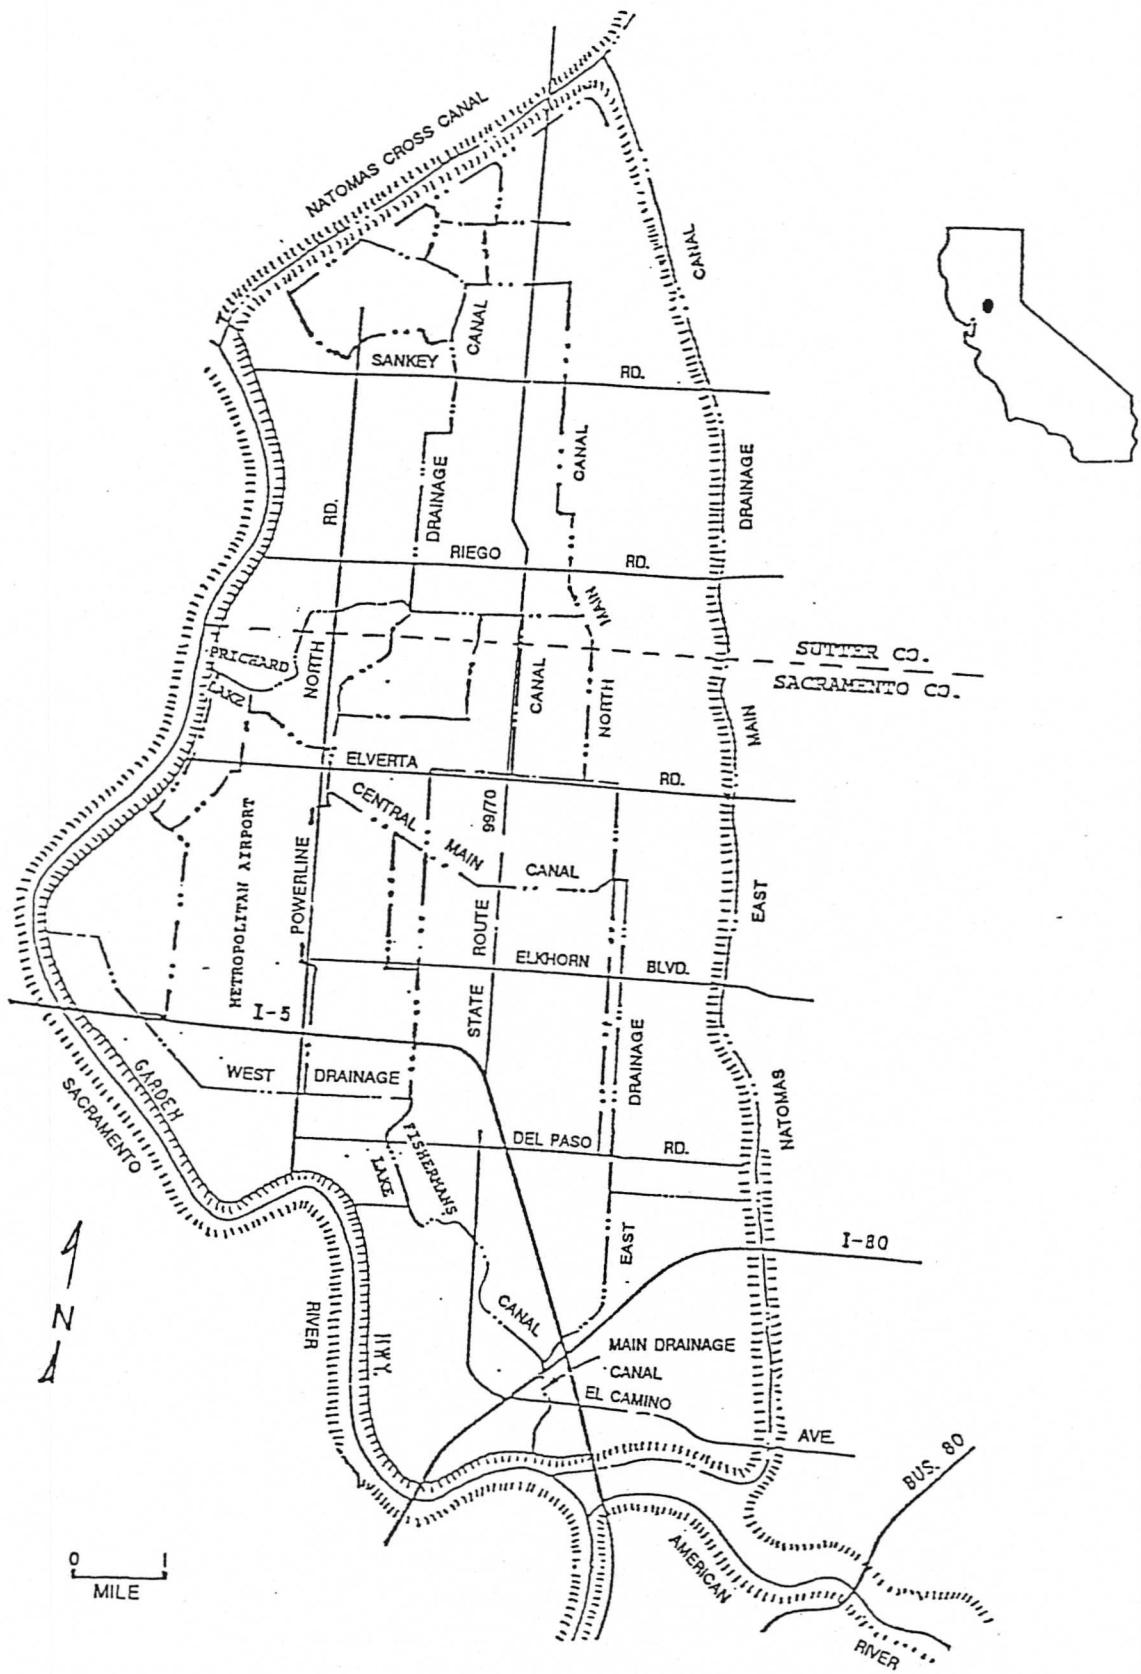 NATOMAS CROSS CANAL
CANAL
CANAL
SANKEY
RD.
CANAL
DRAINAGE
DRAINAGE
RD.
RIEGO
RD.
MAIN
SUTTER CO.
SACRAMENTO CO.
PRICHARD
LAKE
NORTH
CANAL
NORTH
MAIN
ELVERTA
RD.
CENTRAL
MAIN
CANAL
99/70
METROPOLITAN AIRPORT
POWERLINE
ROUTE
STATE
EAST
ELKHORN
BLVD.
I-5
WEST
DRAINAGE
DRAINAGE
GARDEN
SACRAMENTO
NATOMAS
FISHERMANS
LAKE
DEL PASO
RD.
EAST
I-80
N
RIVER
HWY.
CANAL
MAIN DRAINAGE
CANAL
EL CAMINO
AVE.
BUS. 80
AMERICAN
RIVER
0 1
MILE